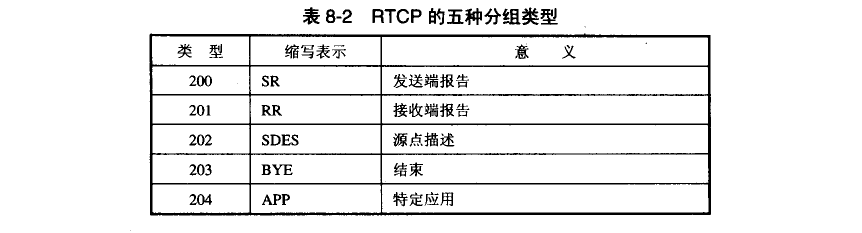 表 8-2 RTCP 的五种分组类型
类 型 缩写表示 意 义
200 SR 发送端报告
201 RR 接收端报告
202 SDES 源点描述
203 BYE 结束
204 APP 特定应用